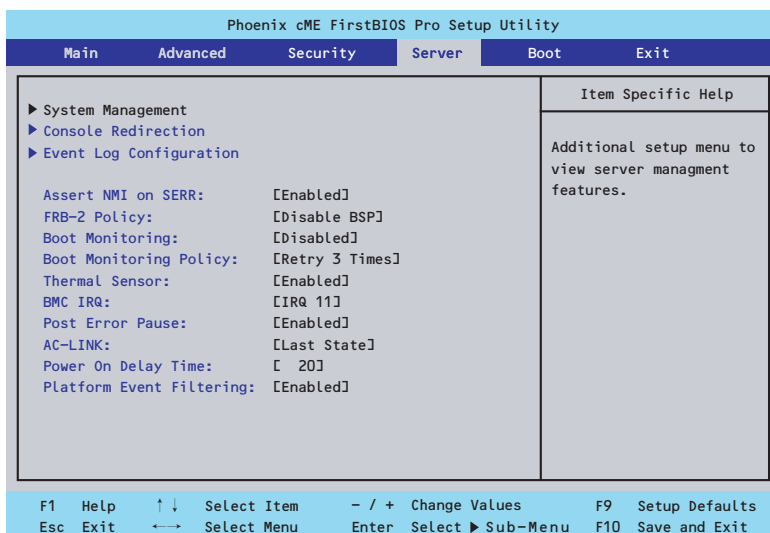 Phoenix cME FirstBIOS Pro Setup Utility
Main Advanced Security Server Boot Exit
▶ System Management
▶ Console Redirection
▶ Event Log Configuration
Assert NMI on SERR: [Enabled]
FRB-2 Policy: [Disable BSP]
Boot Monitoring: [Disabled]
Boot Monitoring Policy: [Retry 3 Times]
Thermal Sensor: [Enabled]
BMC IRQ: [IRQ 11]
Post Error Pause: [Enabled]
AC-LINK: [Last State]
Power On Delay Time: [ 20]
Platform Event Filtering: [Enabled]
Item Specific Help
Additional setup menu to
view server managment
features.
F1 Help ↑↓ Select Item - / + Change Values F9 Setup Defaults
Esc Exit ←→ Select Menu Enter Select ▶ Sub-Menu F10 Save and Exit